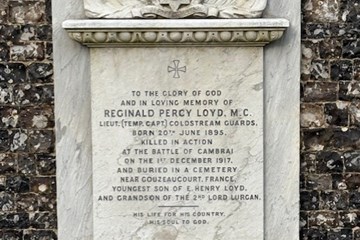 TO THE GLORY OF GOD
AND IN LOVING MEMORY OF
REGINALD PERCY LOYD, M.C.
LIEUT. (TEMP. CAPT) COLDSTREAM GUARDS,
BORN 20TH JUNE 1895.
KILLED IN ACTION
AT THE BATTLE OF CAMBRAI
ON THE 1ST DECEMBER 1917,
AND BURIED IN A CEMETERY
NEAR GOUZEAUCOURT, FRANCE.
YOUNGEST SON OF E. HENRY LOYD,
AND GRANDSON OF THE 2ND LORD LURGAN.
HIS LIFE FOR HIS COUNTRY,
HIS SOUL TO GOD.